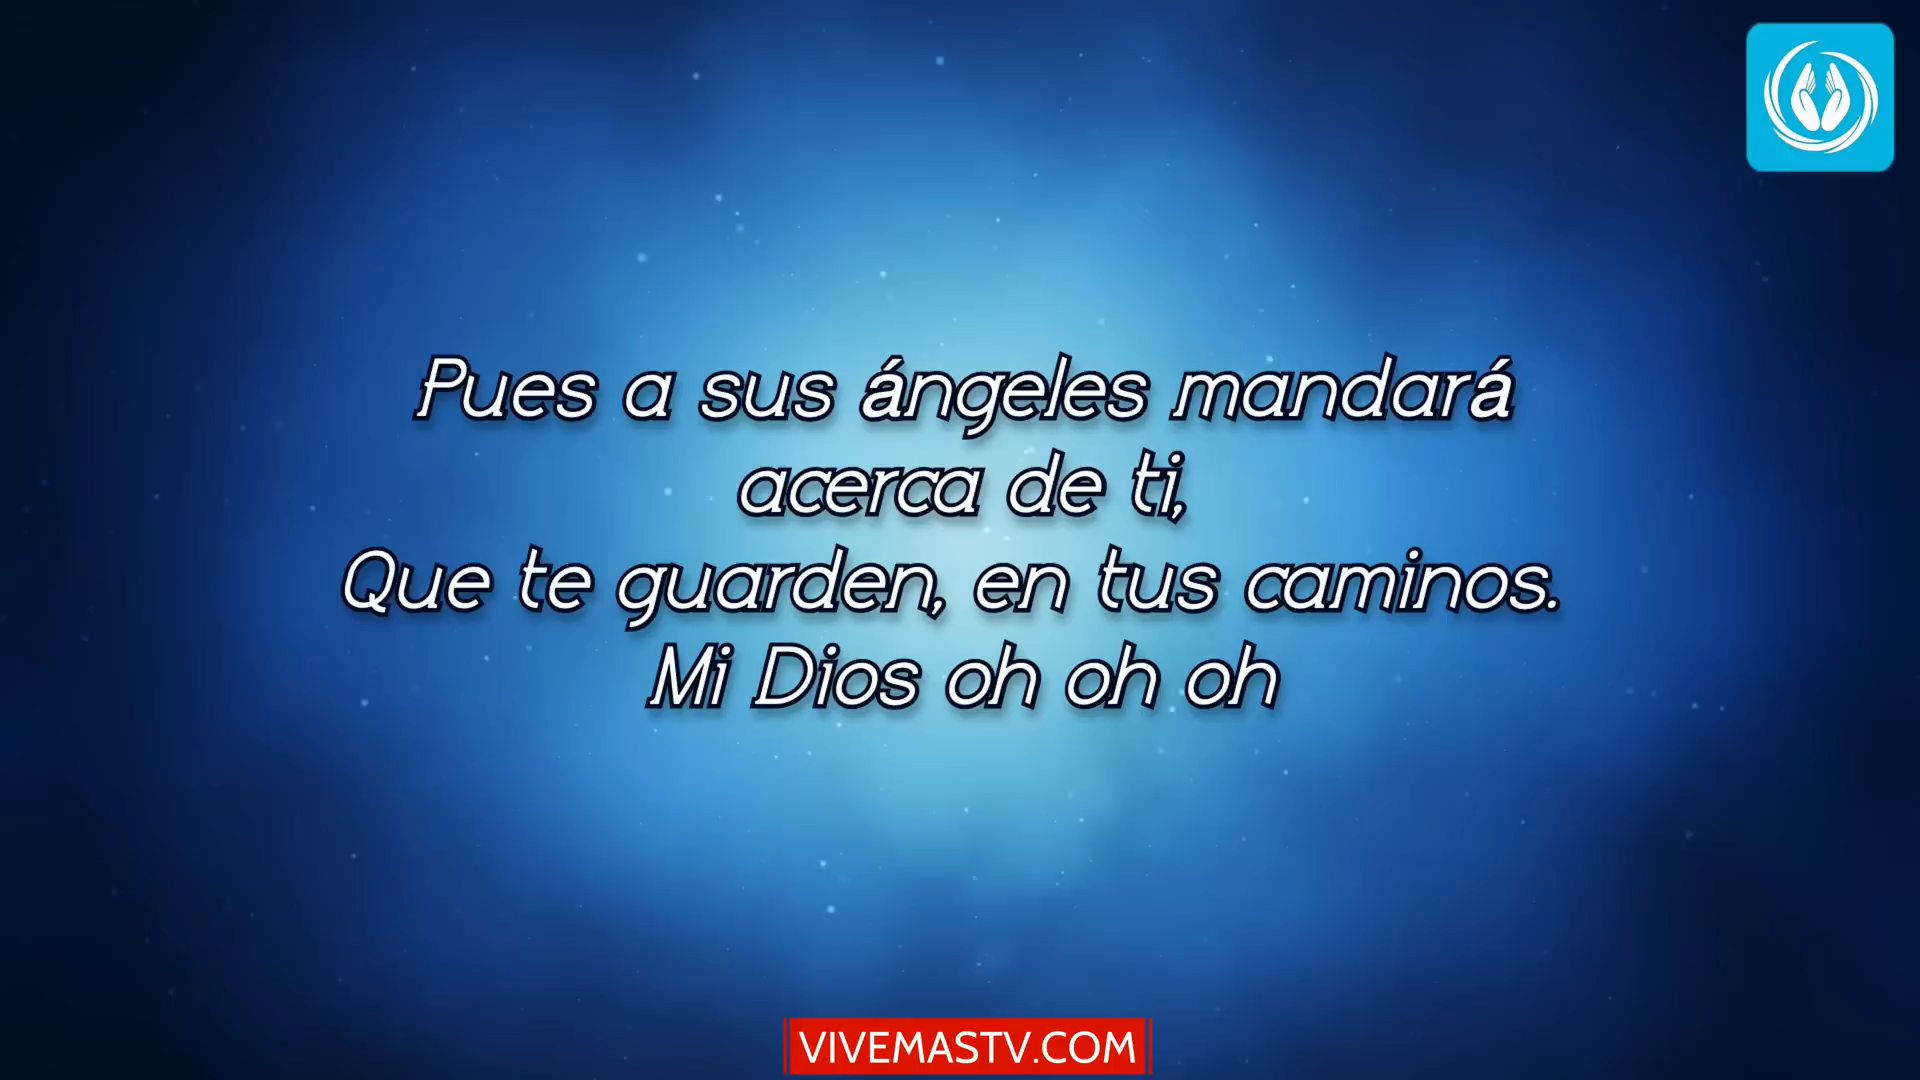 Pues a sus ángeles mandará
acerca de ti,
Que te guarden, en tus caminos.
Mi Dios oh oh oh
VIVEMASTV.COM